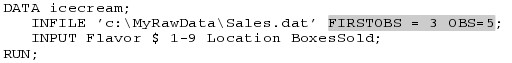 DATA icecream;
   INFILE 'c:\MyRawData\Sales.dat' FIRSTOBS = 3 OBS=5;
   INPUT Flavor $ 1-9 Location BoxesSold;
RUN;